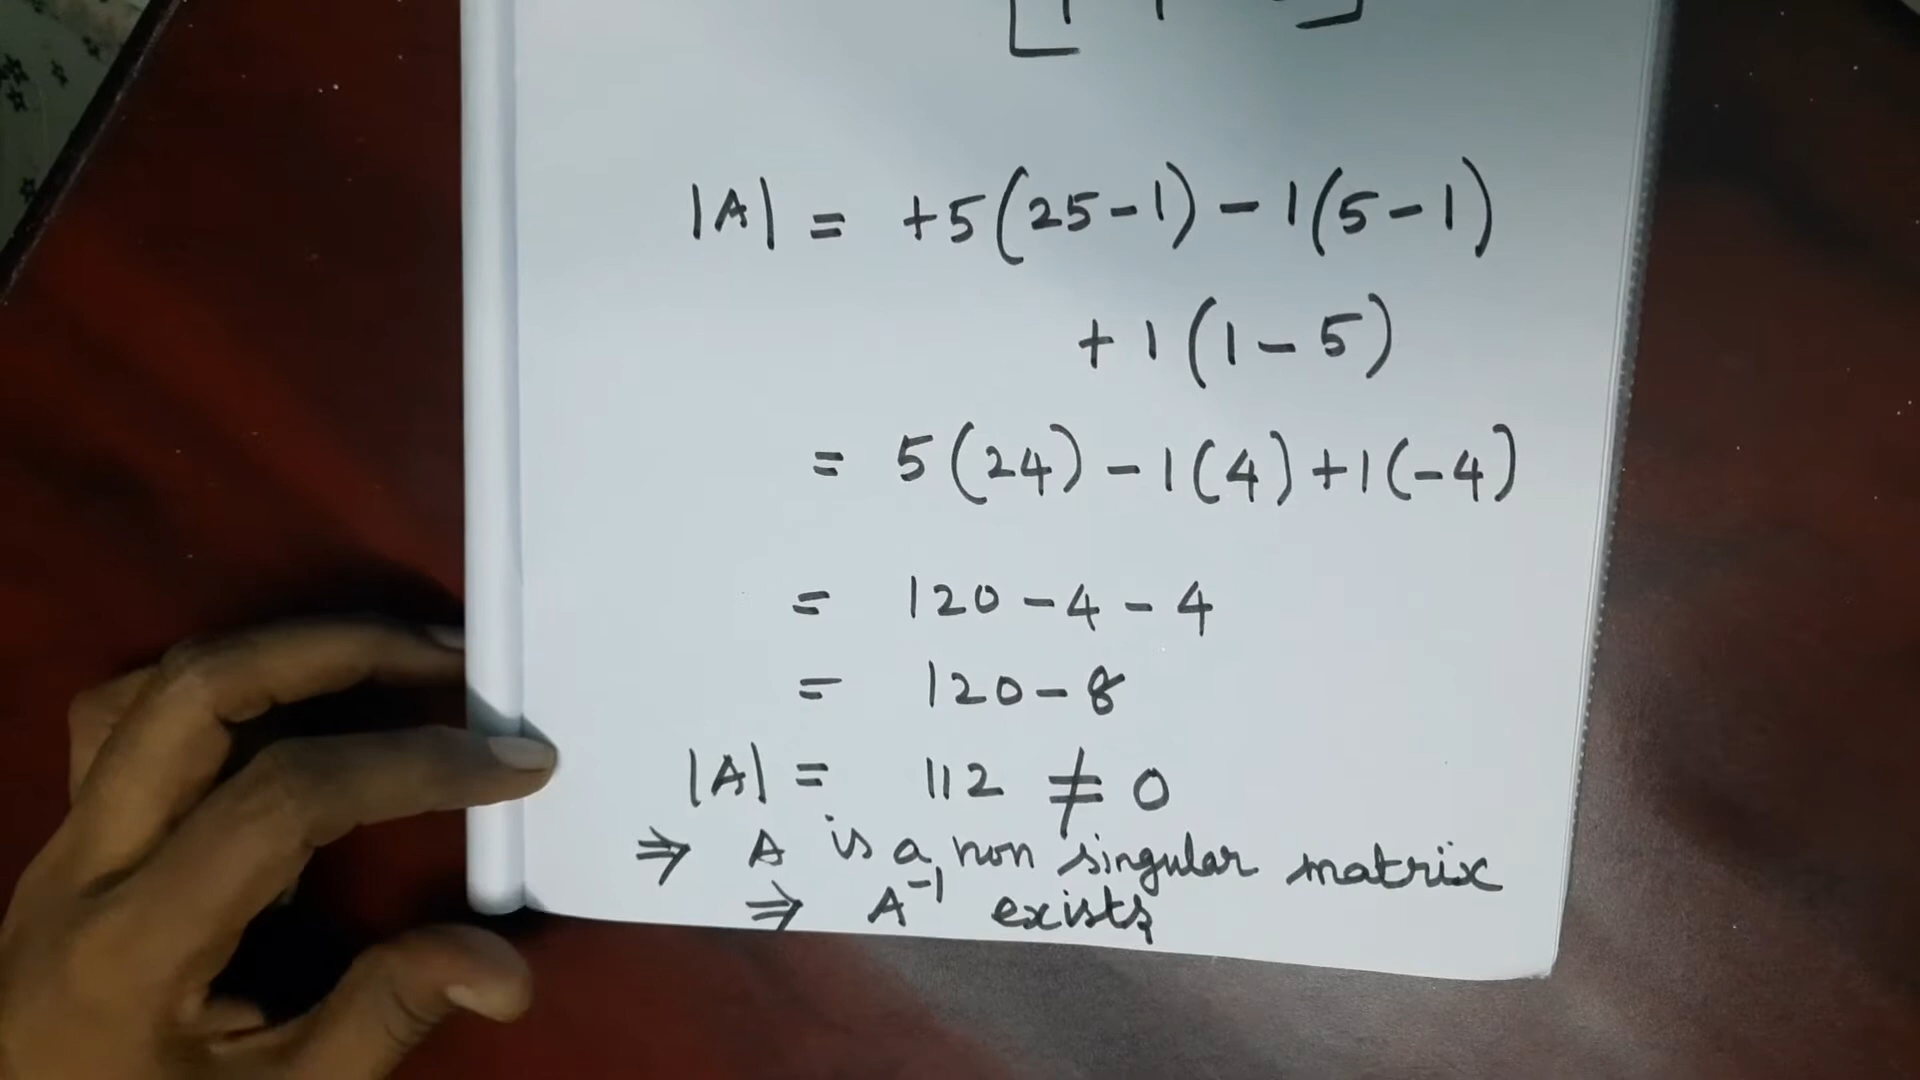 |A| = +5(25-1) - 1(5-1)
+ 1(1-5)
= 5(24) - 1(4) + 1(-4)
= 120 - 4 - 4
= 120 - 8
|A| = 112 ≠ 0
⇒ A is a non singular matrix
⇒ A⁻¹ exists